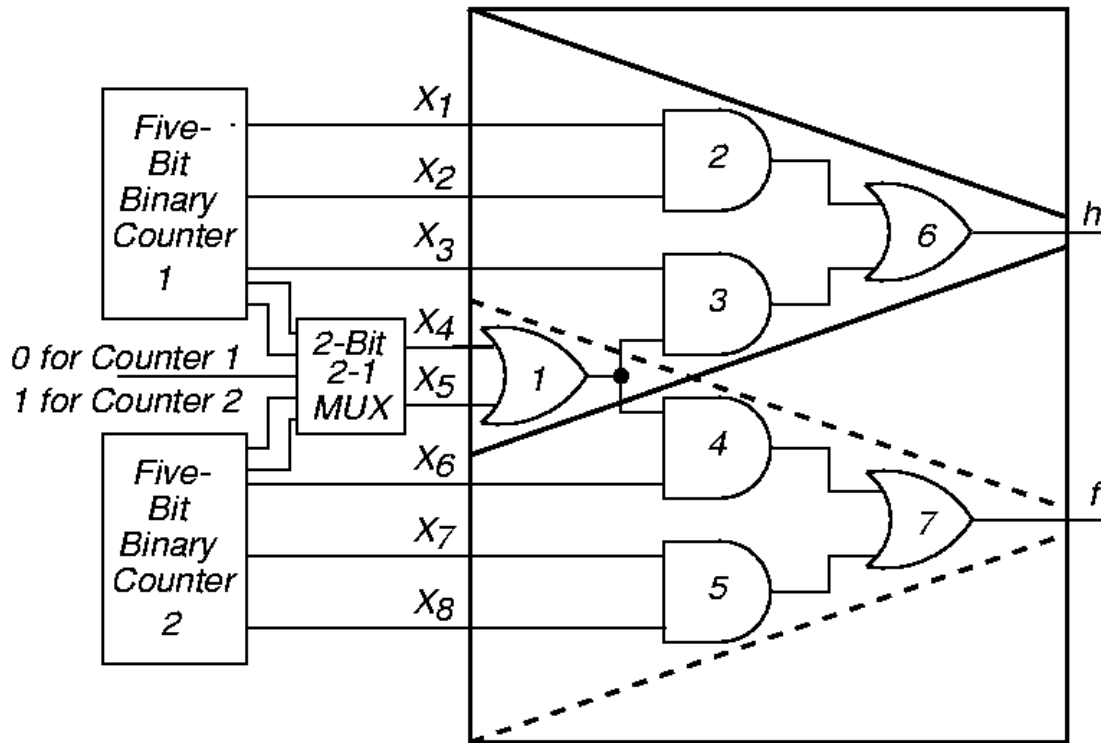 Five-
Bit
Binary
Counter
1
X1
X2
X3
X4
X5
X6
X7
X8
0 for Counter 1
1 for Counter 2
2-Bit
2-1
MUX
Five-
Bit
Binary
Counter
2
1
2
3
4
5
6
7
h
f